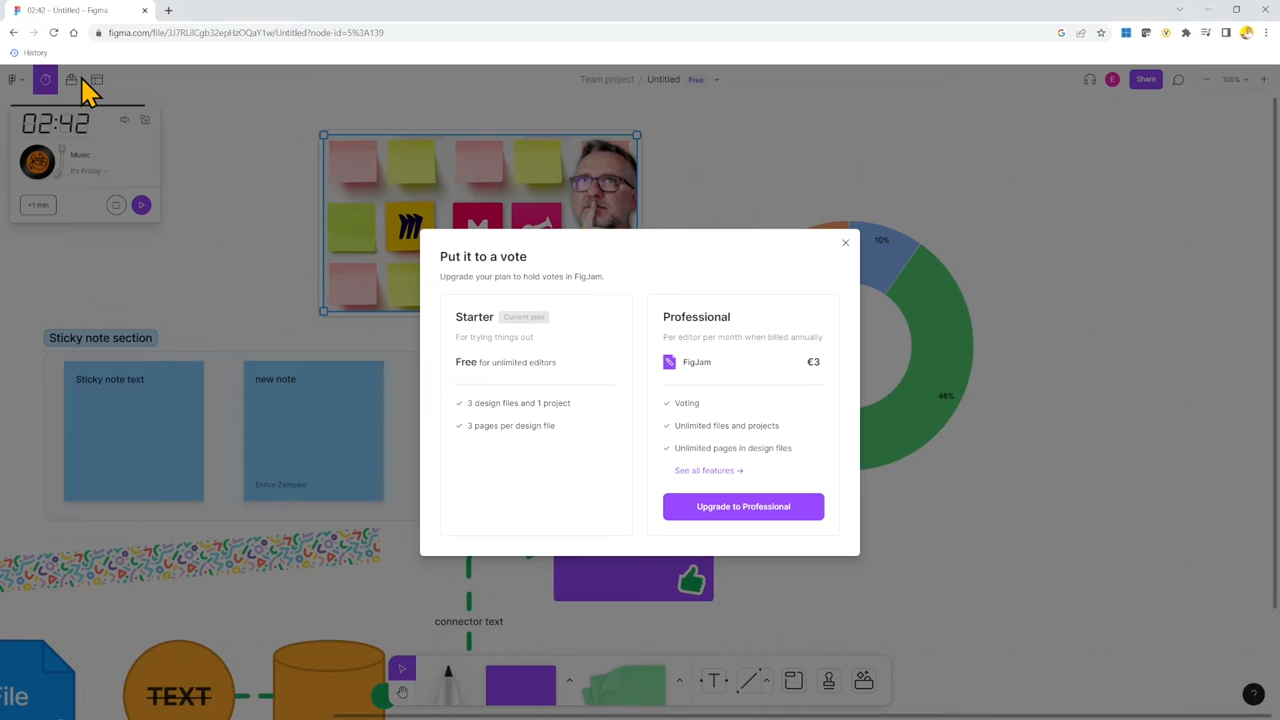 02:42 – Untitled – Figma
figma.com/file/3J7RLilCgb32epHzOQaY1w/Untitled?node-id=5%3A139
History
Team project / Untitled Free
E
Share
100%
02:42
Music
It's Friday
+1 min
10%
46%
Put it to a vote
Upgrade your plan to hold votes in FigJam.
Starter Current plan
For trying things out
Free for unlimited editors
3 design files and 1 project
3 pages per design file
Professional
Per editor per month when billed annually
FigJam €3
Voting
Unlimited files and projects
Unlimited pages in design files
See all features →
Upgrade to Professional
Sticky note section
Sticky note text
new note
Enrico Zamparo
connector text
File
TEXT
T
?